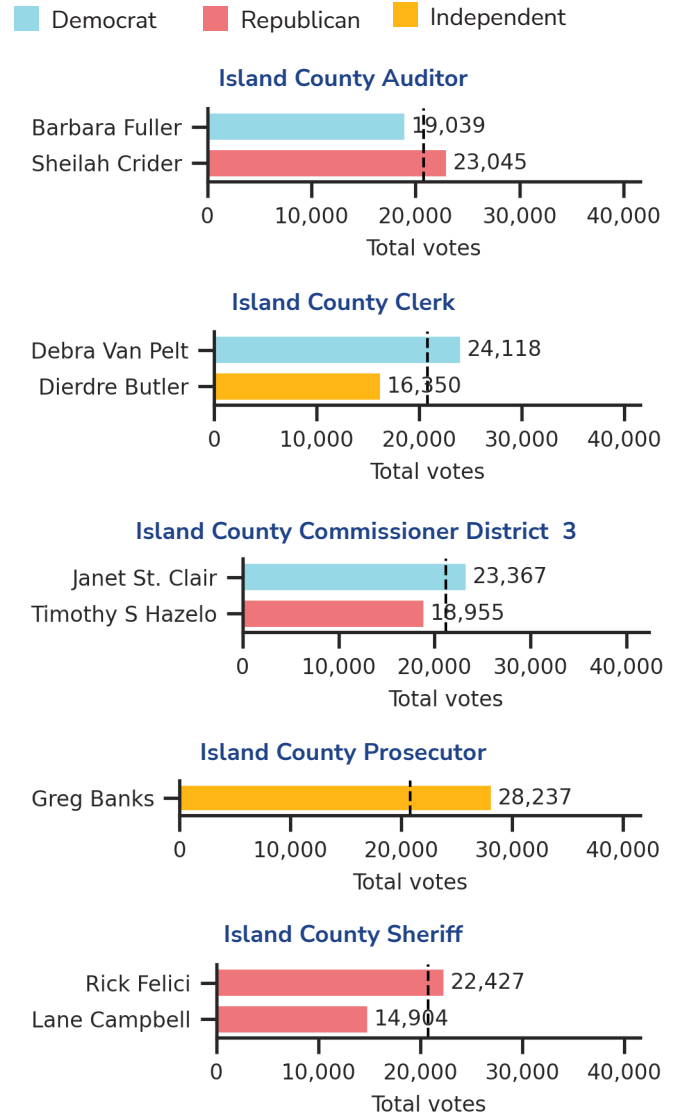 Democrat Republican Independent
Island County Auditor
Barbara Fuller 19,039
Sheilah Crider 23,045
0 10,000 20,000 30,000 40,000
Total votes
Island County Clerk
Debra Van Pelt 24,118
Dierdre Butler 16,350
0 10,000 20,000 30,000 40,000
Total votes
Island County Commissioner District 3
Janet St. Clair 23,367
Timothy S Hazelo 18,955
0 10,000 20,000 30,000 40,000
Total votes
Island County Prosecutor
Greg Banks 28,237
0 10,000 20,000 30,000 40,000
Total votes
Island County Sheriff
Rick Felici 22,427
Lane Campbell 14,904
0 10,000 20,000 30,000 40,000
Total votes